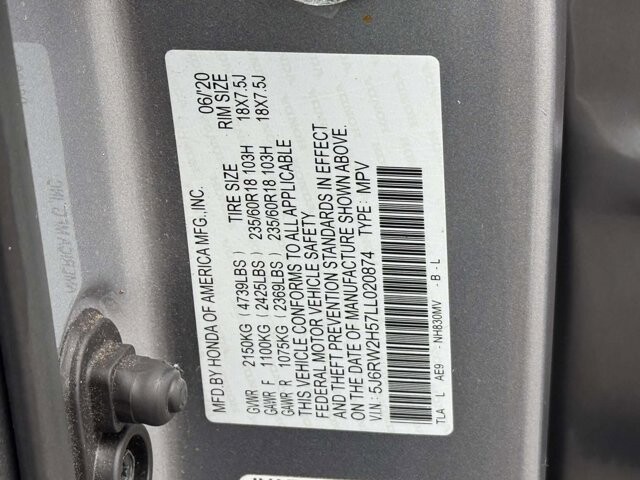 MFD.BY HONDA OF AMERICA MFG.,INC. 06/'20
TIRE SIZE RIM SIZE
GVWR 2150KG (4739LBS)
GAWR F 1100KG (2425LBS) 235/60R18 103H 18X7.5J
GAWR R 1075KG (2369LBS) 235/60R18 103H 18X7.5J
THIS VEHICLE CONFORMS TO ALL APPLICABLE
FEDERAL MOTOR VEHICLE SAFETY
AND THEFT PREVENTION STANDARDS IN EFFECT
ON THE DATE OF MANUFACTURE SHOWN ABOVE.
V.I.N.: 5J6RW2H57LL020874 TYPE: MPV
TLA L AE9 - NH830MV - B - L